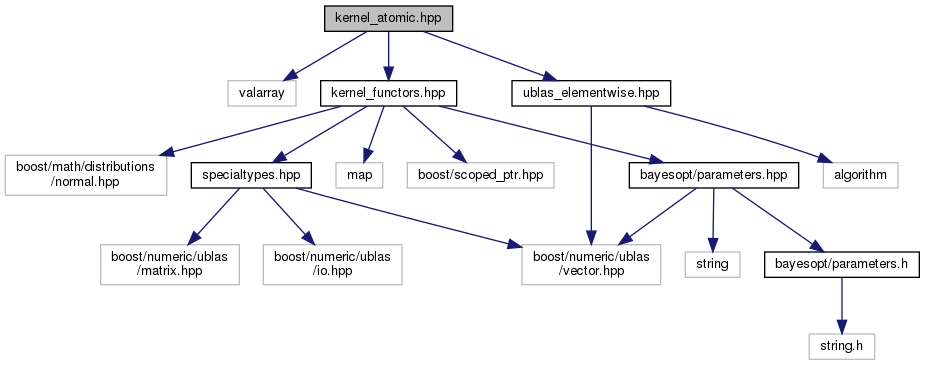 kernel_atomic.hpp
valarray
kernel_functors.hpp
ublas_elementwise.hpp
boost/math/distributions
/normal.hpp
specialtypes.hpp
map
boost/scoped_ptr.hpp
bayesopt/parameters.hpp
algorithm
boost/numeric/ublas
/matrix.hpp
boost/numeric/ublas
/io.hpp
boost/numeric/ublas
/vector.hpp
string
bayesopt/parameters.h
string.h